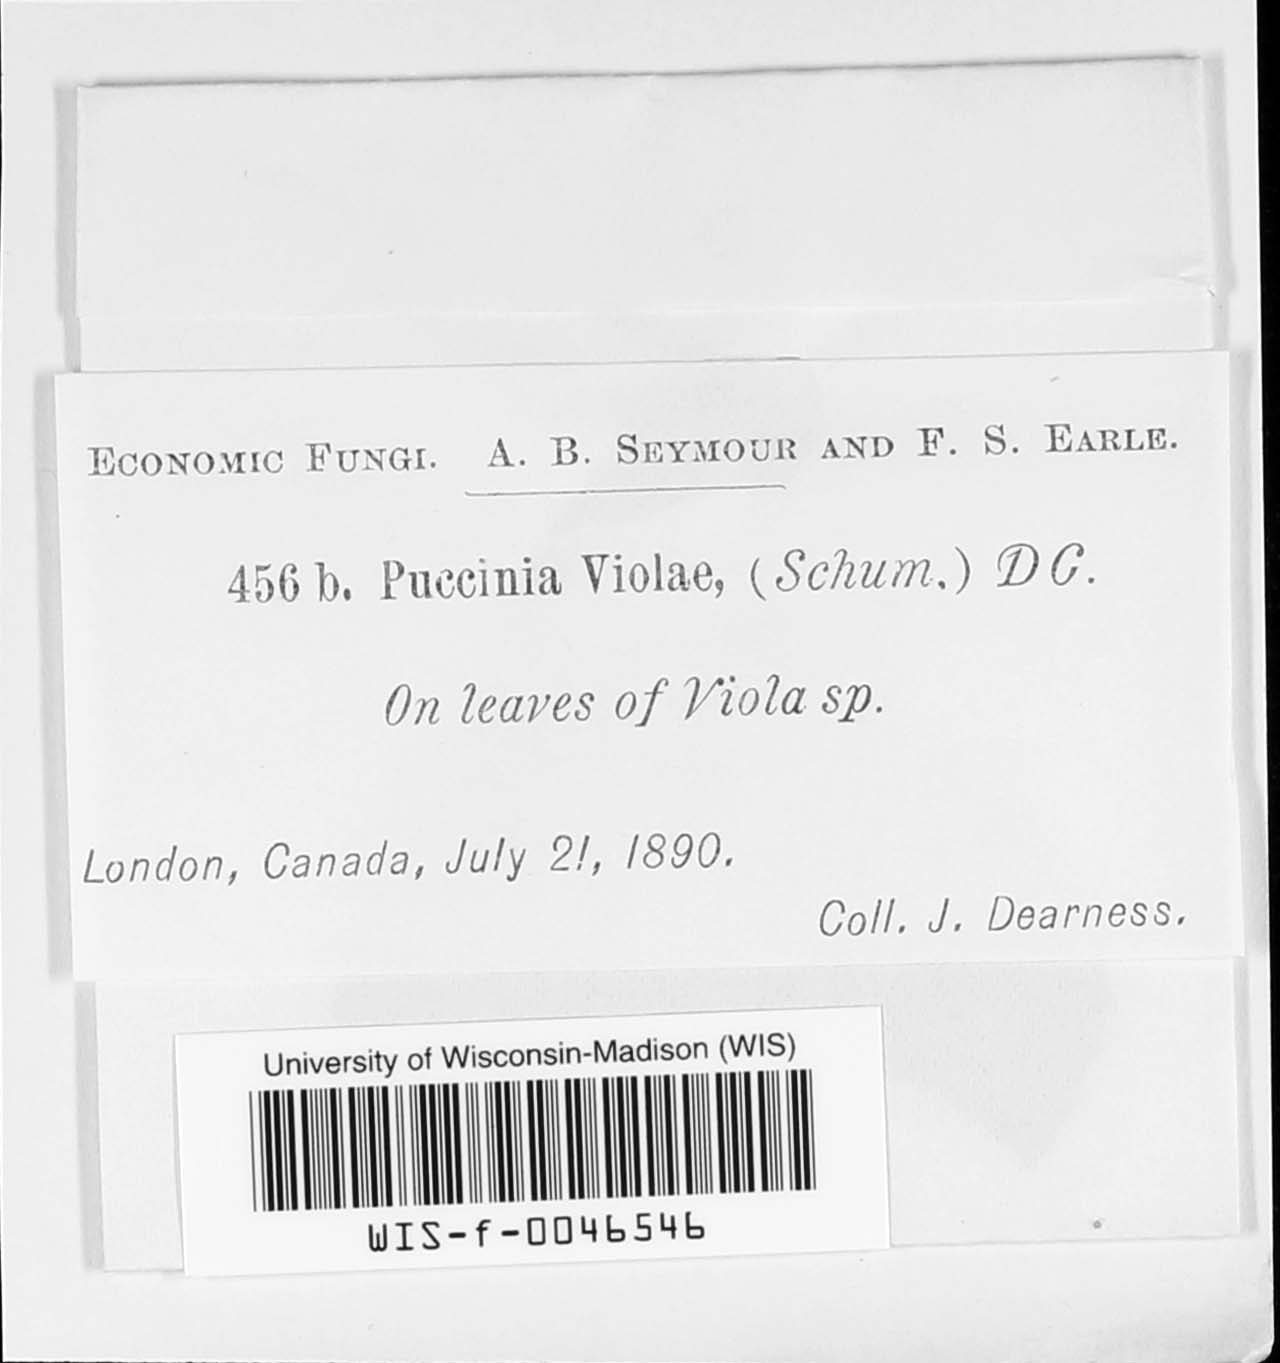 Economic Fungi. A. B. Seymour and F. S. Earle.
456 b. Puccinia Violae, (Schum.) DC.
On leaves of Viola sp.
London, Canada, July 21, 1890.
Coll. J. Dearness.
University of Wisconsin-Madison (WIS)
WIS-f-0046546